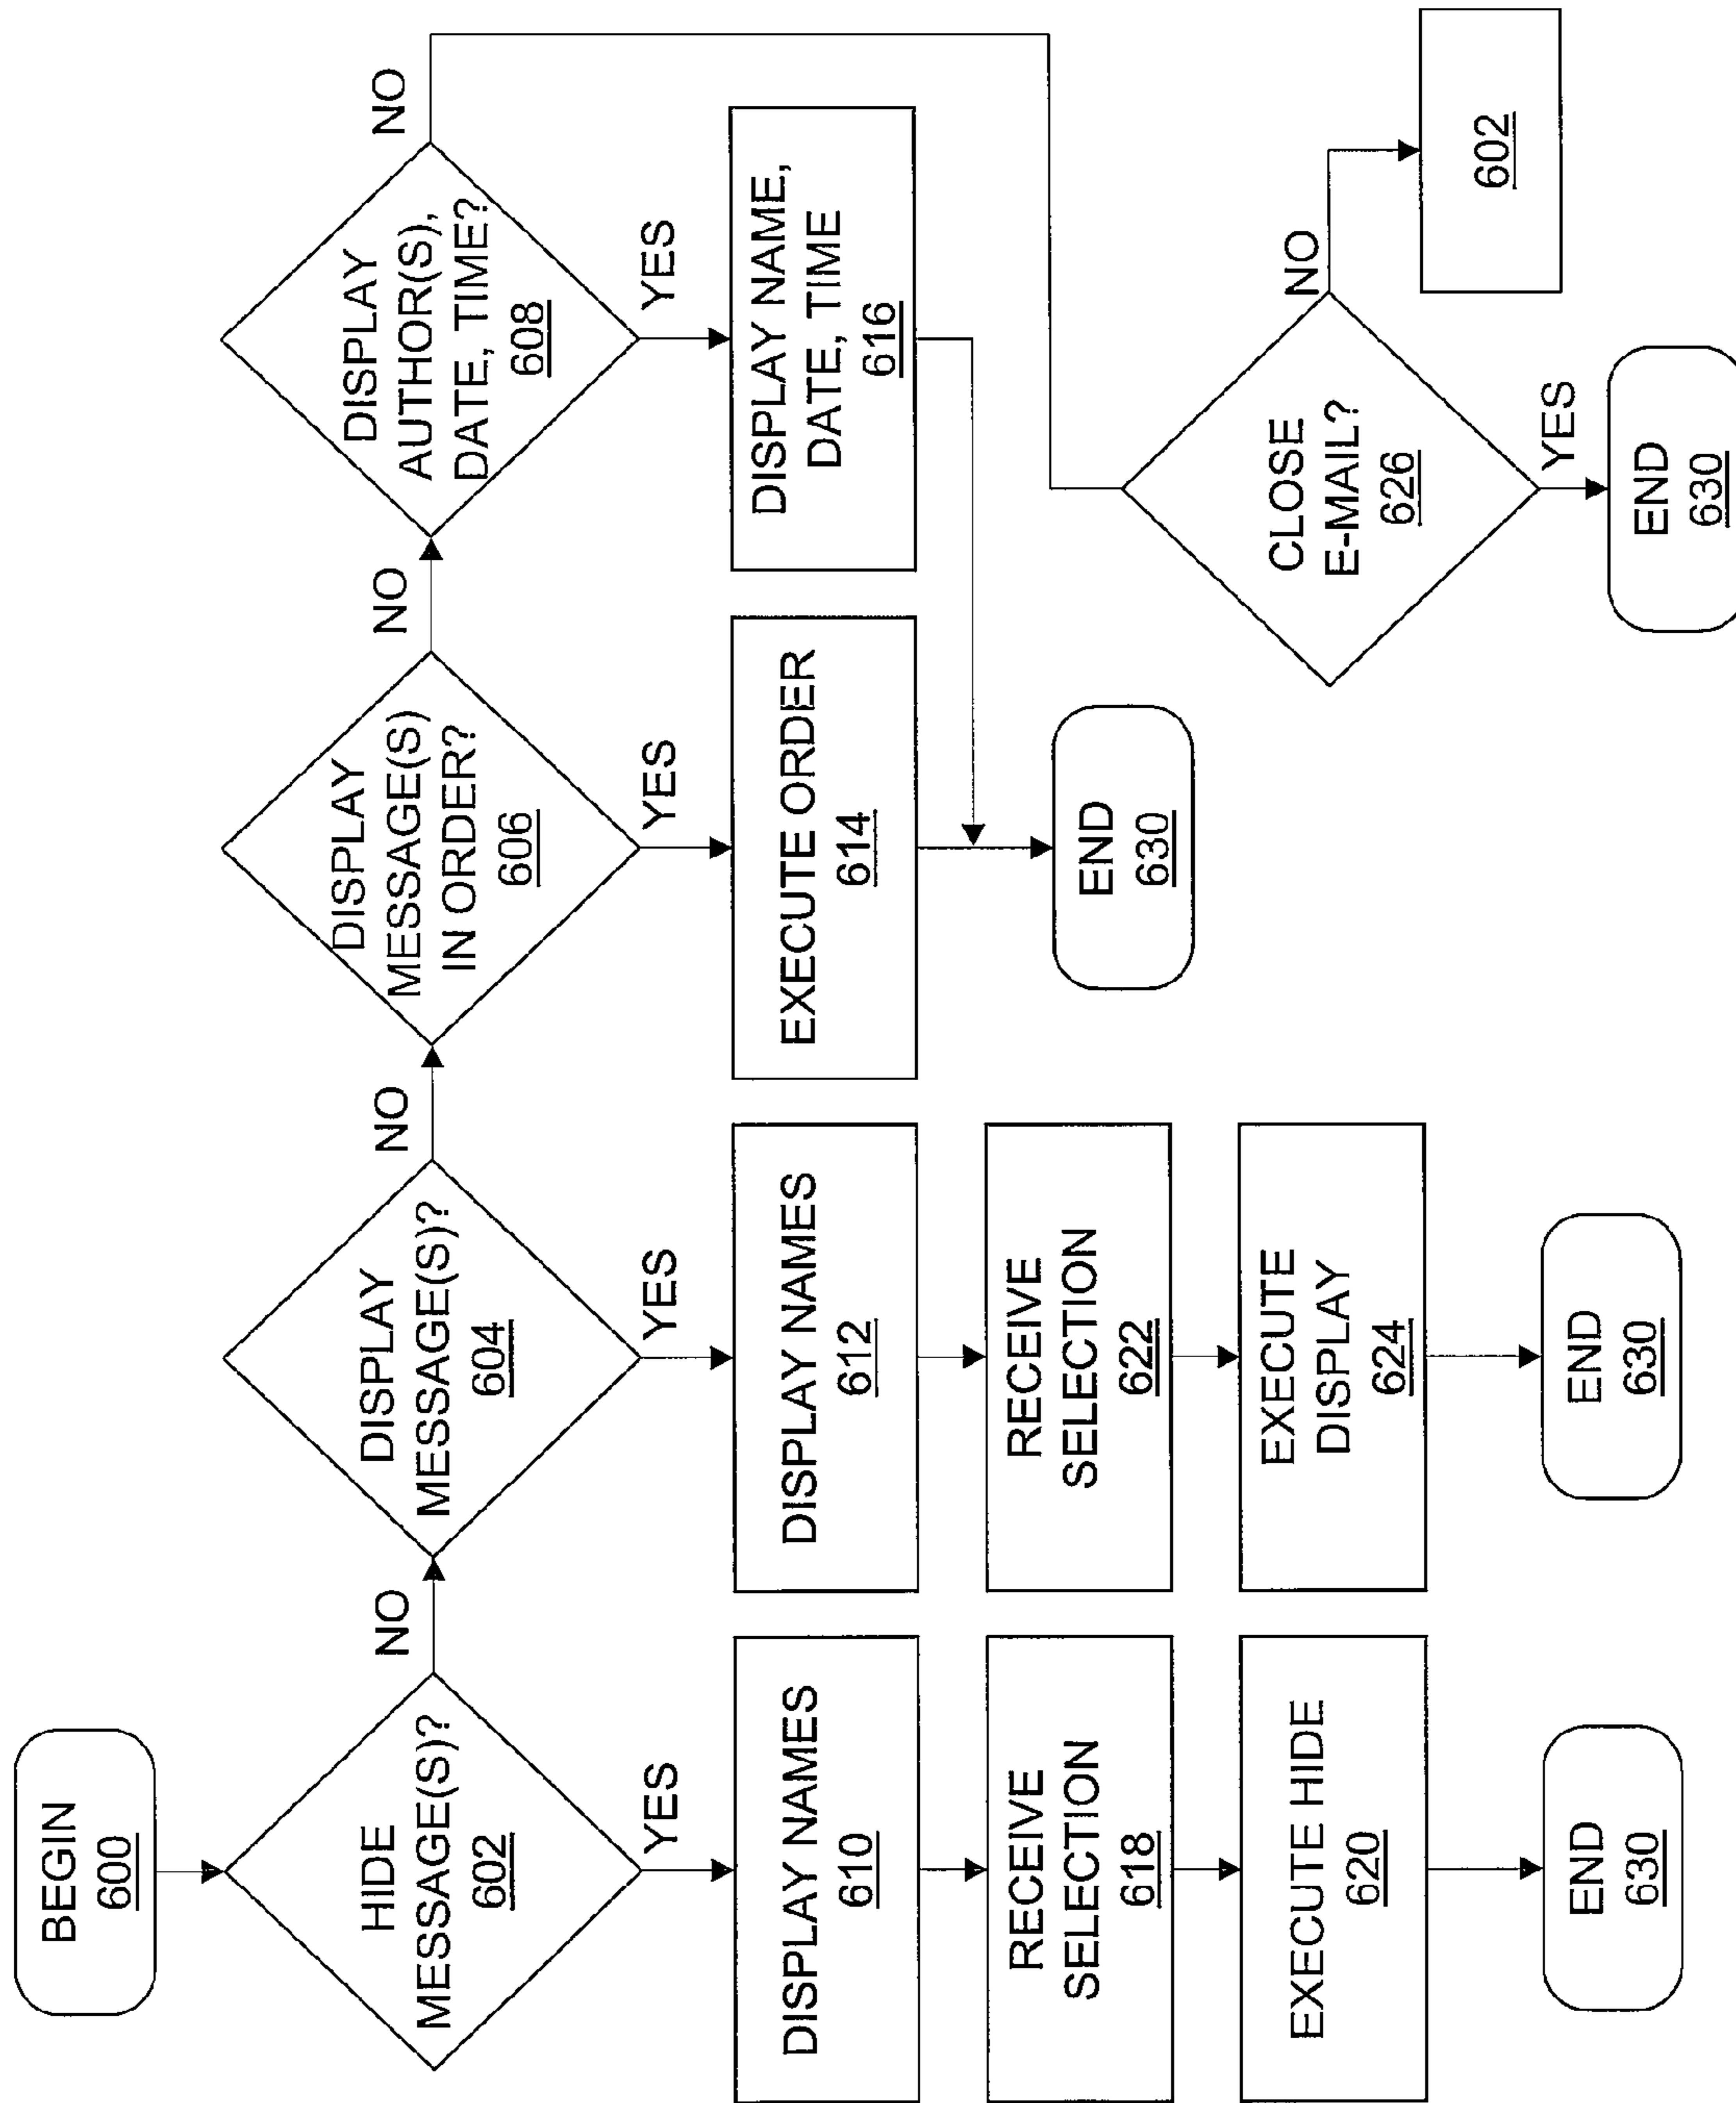 BEGIN
600
HIDE
MESSAGE(S)?
602
NO
YES
DISPLAY
MESSAGE(S)?
604
NO
YES
DISPLAY
MESSAGE(S)
IN ORDER?
606
NO
YES
DISPLAY
AUTHOR(S),
DATE, TIME?
608
NO
YES
DISPLAY NAMES
610
DISPLAY NAMES
612
EXECUTE ORDER
614
DISPLAY NAME,
DATE, TIME
616
RECEIVE
SELECTION
618
RECEIVE
SELECTION
622
END
630
EXECUTE HIDE
620
EXECUTE
DISPLAY
624
CLOSE
E-MAIL?
626
NO
YES
602
END
630
END
630
END
630